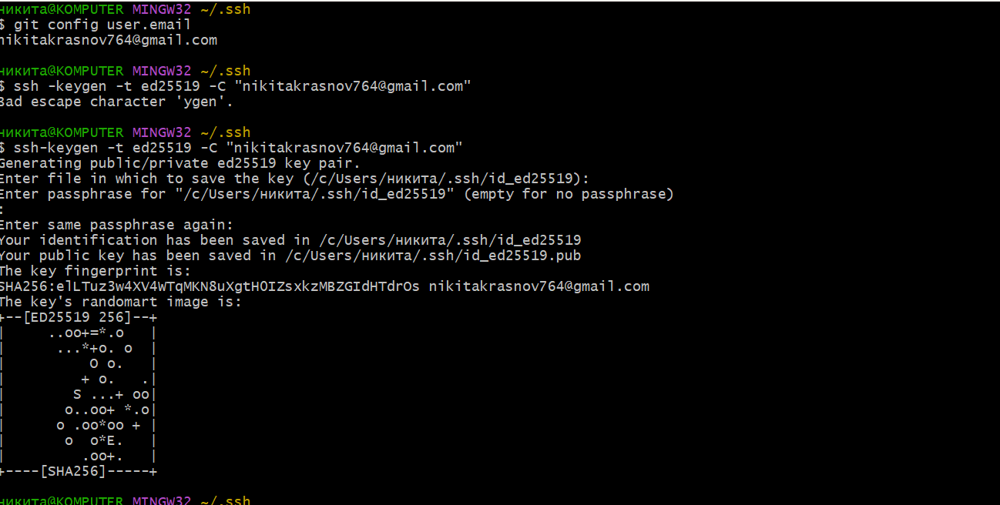 никита@KOMPUTER MINGW32 ~/.ssh
$ git config user.email
nikitakrasnov764@gmail.com
никита@KOMPUTER MINGW32 ~/.ssh
$ ssh -keygen -t ed25519 -C "nikitakrasnov764@gmail.com"
Bad escape character 'ygen'.
никита@KOMPUTER MINGW32 ~/.ssh
$ ssh-keygen -t ed25519 -C "nikitakrasnov764@gmail.com"
Generating public/private ed25519 key pair.
Enter file in which to save the key (/c/Users/никита/.ssh/id_ed25519):
Enter passphrase for "/c/Users/никита/.ssh/id_ed25519" (empty for no passphrase)
:
Enter same passphrase again:
Your identification has been saved in /c/Users/никита/.ssh/id_ed25519
Your public key has been saved in /c/Users/никита/.ssh/id_ed25519.pub
The key fingerprint is:
SHA256:elLTuz3w4XV4WTqMKN8uXgtHOIZsxkzMBZGIdHTdrOs nikitakrasnov764@gmail.com
The key's randomart image is:
+--[ED25519 256]--+
|     ..oo+=*.o   |
|      ...*+o. o  |
|          O o.   |
|         + o.   .|
|        S ...+ oo|
|       o..oo+ *.o|
|      o .oo*oo + |
|       o  o*E.   |
|         .oo+.   |
+----[SHA256]-----+
никита@KOMPUTER MINGW32 ~/.ssh